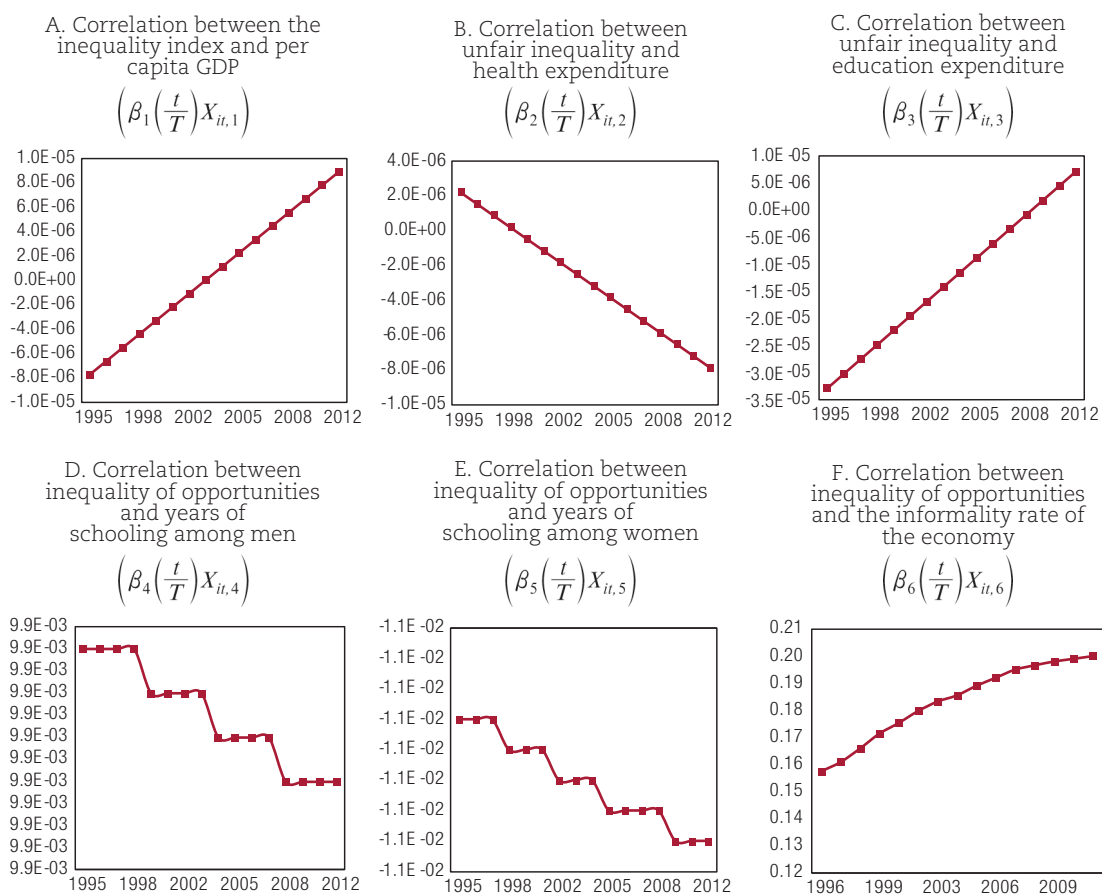 A. Correlation between the
inequality index and per
capita GDP
(β₁(t/T)Xᵢₜ,₁)
1.0E-05
8.0E-06
6.0E-06
4.0E-06
2.0E-06
0.0E+00
-2.0E-06
-4.0E-06
-6.0E-06
-8.0E-06
-1.0E-05
1995 1998 2002 2005 2008 2012
B. Correlation between
unfair inequality and
health expenditure
(β₂(t/T)Xᵢₜ,₂)
4.0E-06
2.0E-06
0.0E+00
-2.0E-06
-4.0E-06
-6.0E-06
-8.0E-06
-1.0E-05
1995 1998 2002 2005 2008 2012
C. Correlation between
unfair inequality and
education expenditure
(β₃(t/T)Xᵢₜ,₃)
1.0E-05
5.0E-06
0.0E+00
-5.0E-06
-1.0E-05
-1.5E-05
-2.0E-05
-2.5E-05
-3.0E-05
-3.5E-05
1995 1998 2002 2005 2008 2012
D. Correlation between
inequality of opportunities
and years of
schooling among men
(β₄(t/T)Xᵢₜ,₄)
9.9E-03
9.9E-03
9.9E-03
9.9E-03
9.9E-03
9.9E-03
9.9E-03
9.9E-03
9.9E-03
9.9E-03
9.9E-03
9.9E-03
1995 1998 2002 2005 2008 2012
E. Correlation between
inequality of opportunities
and years of
schooling among women
(β₅(t/T)Xᵢₜ,₅)
-1.1E-02
-1.1E-02
-1.1E-02
-1.1E-02
-1.1E-02
-1.1E-02
-1.1E-02
-1.1E-02
-1.1E-02
1995 1998 2002 2005 2008 2012
F. Correlation between
inequality of opportunities
and the informality rate of
the economy
(β₆(t/T)Xᵢₜ,₆)
0.21
0.20
0.19
0.18
0.17
0.16
0.15
0.14
0.13
0.12
1996 1999 2003 2006 2009